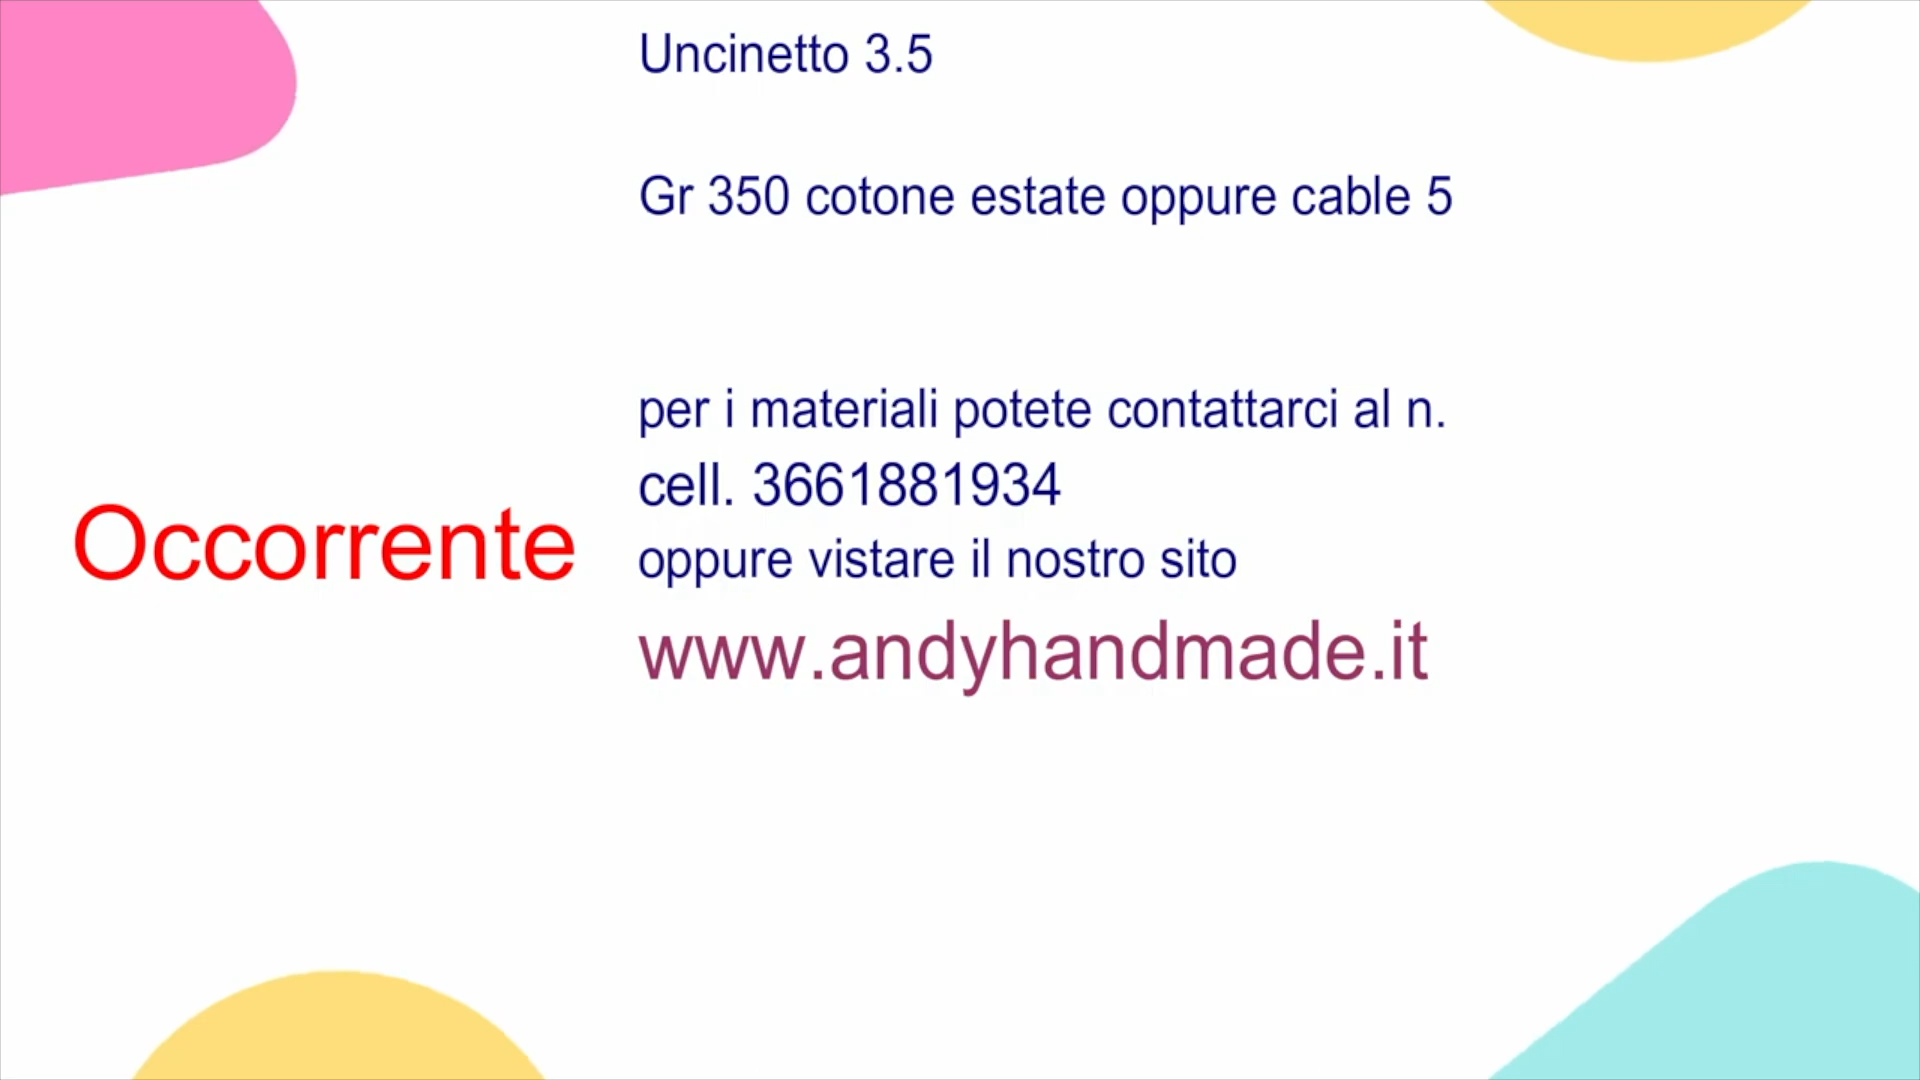 Uncinetto 3.5
Gr 350 cotone estate oppure cable 5
per i materiali potete contattarci al n.
cell. 3661881934
Occorrente
oppure vistare il nostro sito
www.andyhandmade.it